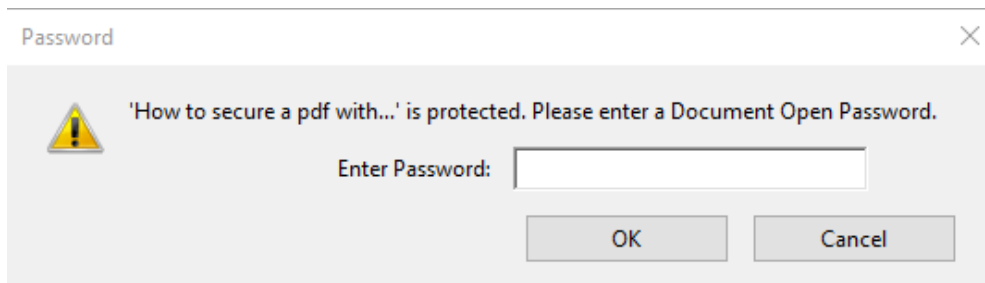 Password
'How to secure a pdf with...' is protected. Please enter a Document Open Password.
Enter Password:
OK Cancel